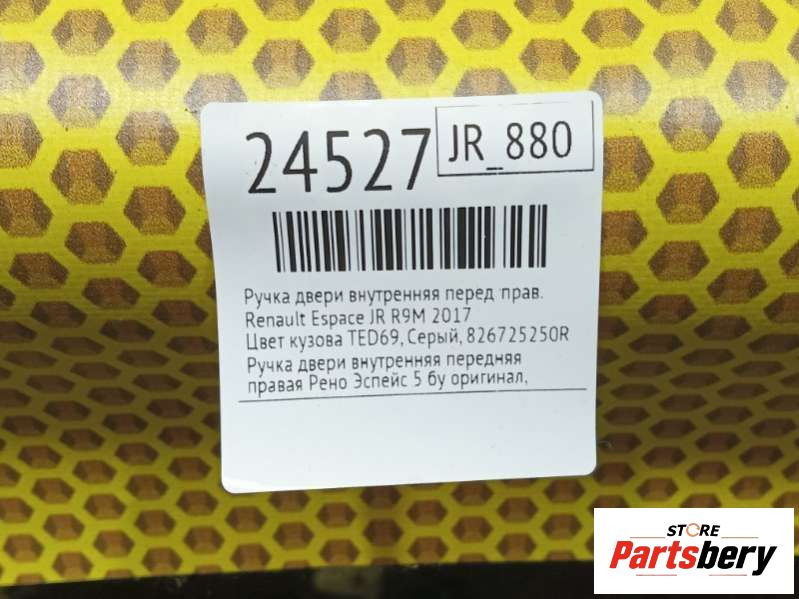 24527
JR_880
Ручка двери внутренняя перед прав.
Renault Espace JR R9M 2017
Цвет кузова TED69, Серый, 826725250R
Ручка двери внутренняя передняя
правая Рено Эспейс 5 бу оригинал,
STORE
Partsbery